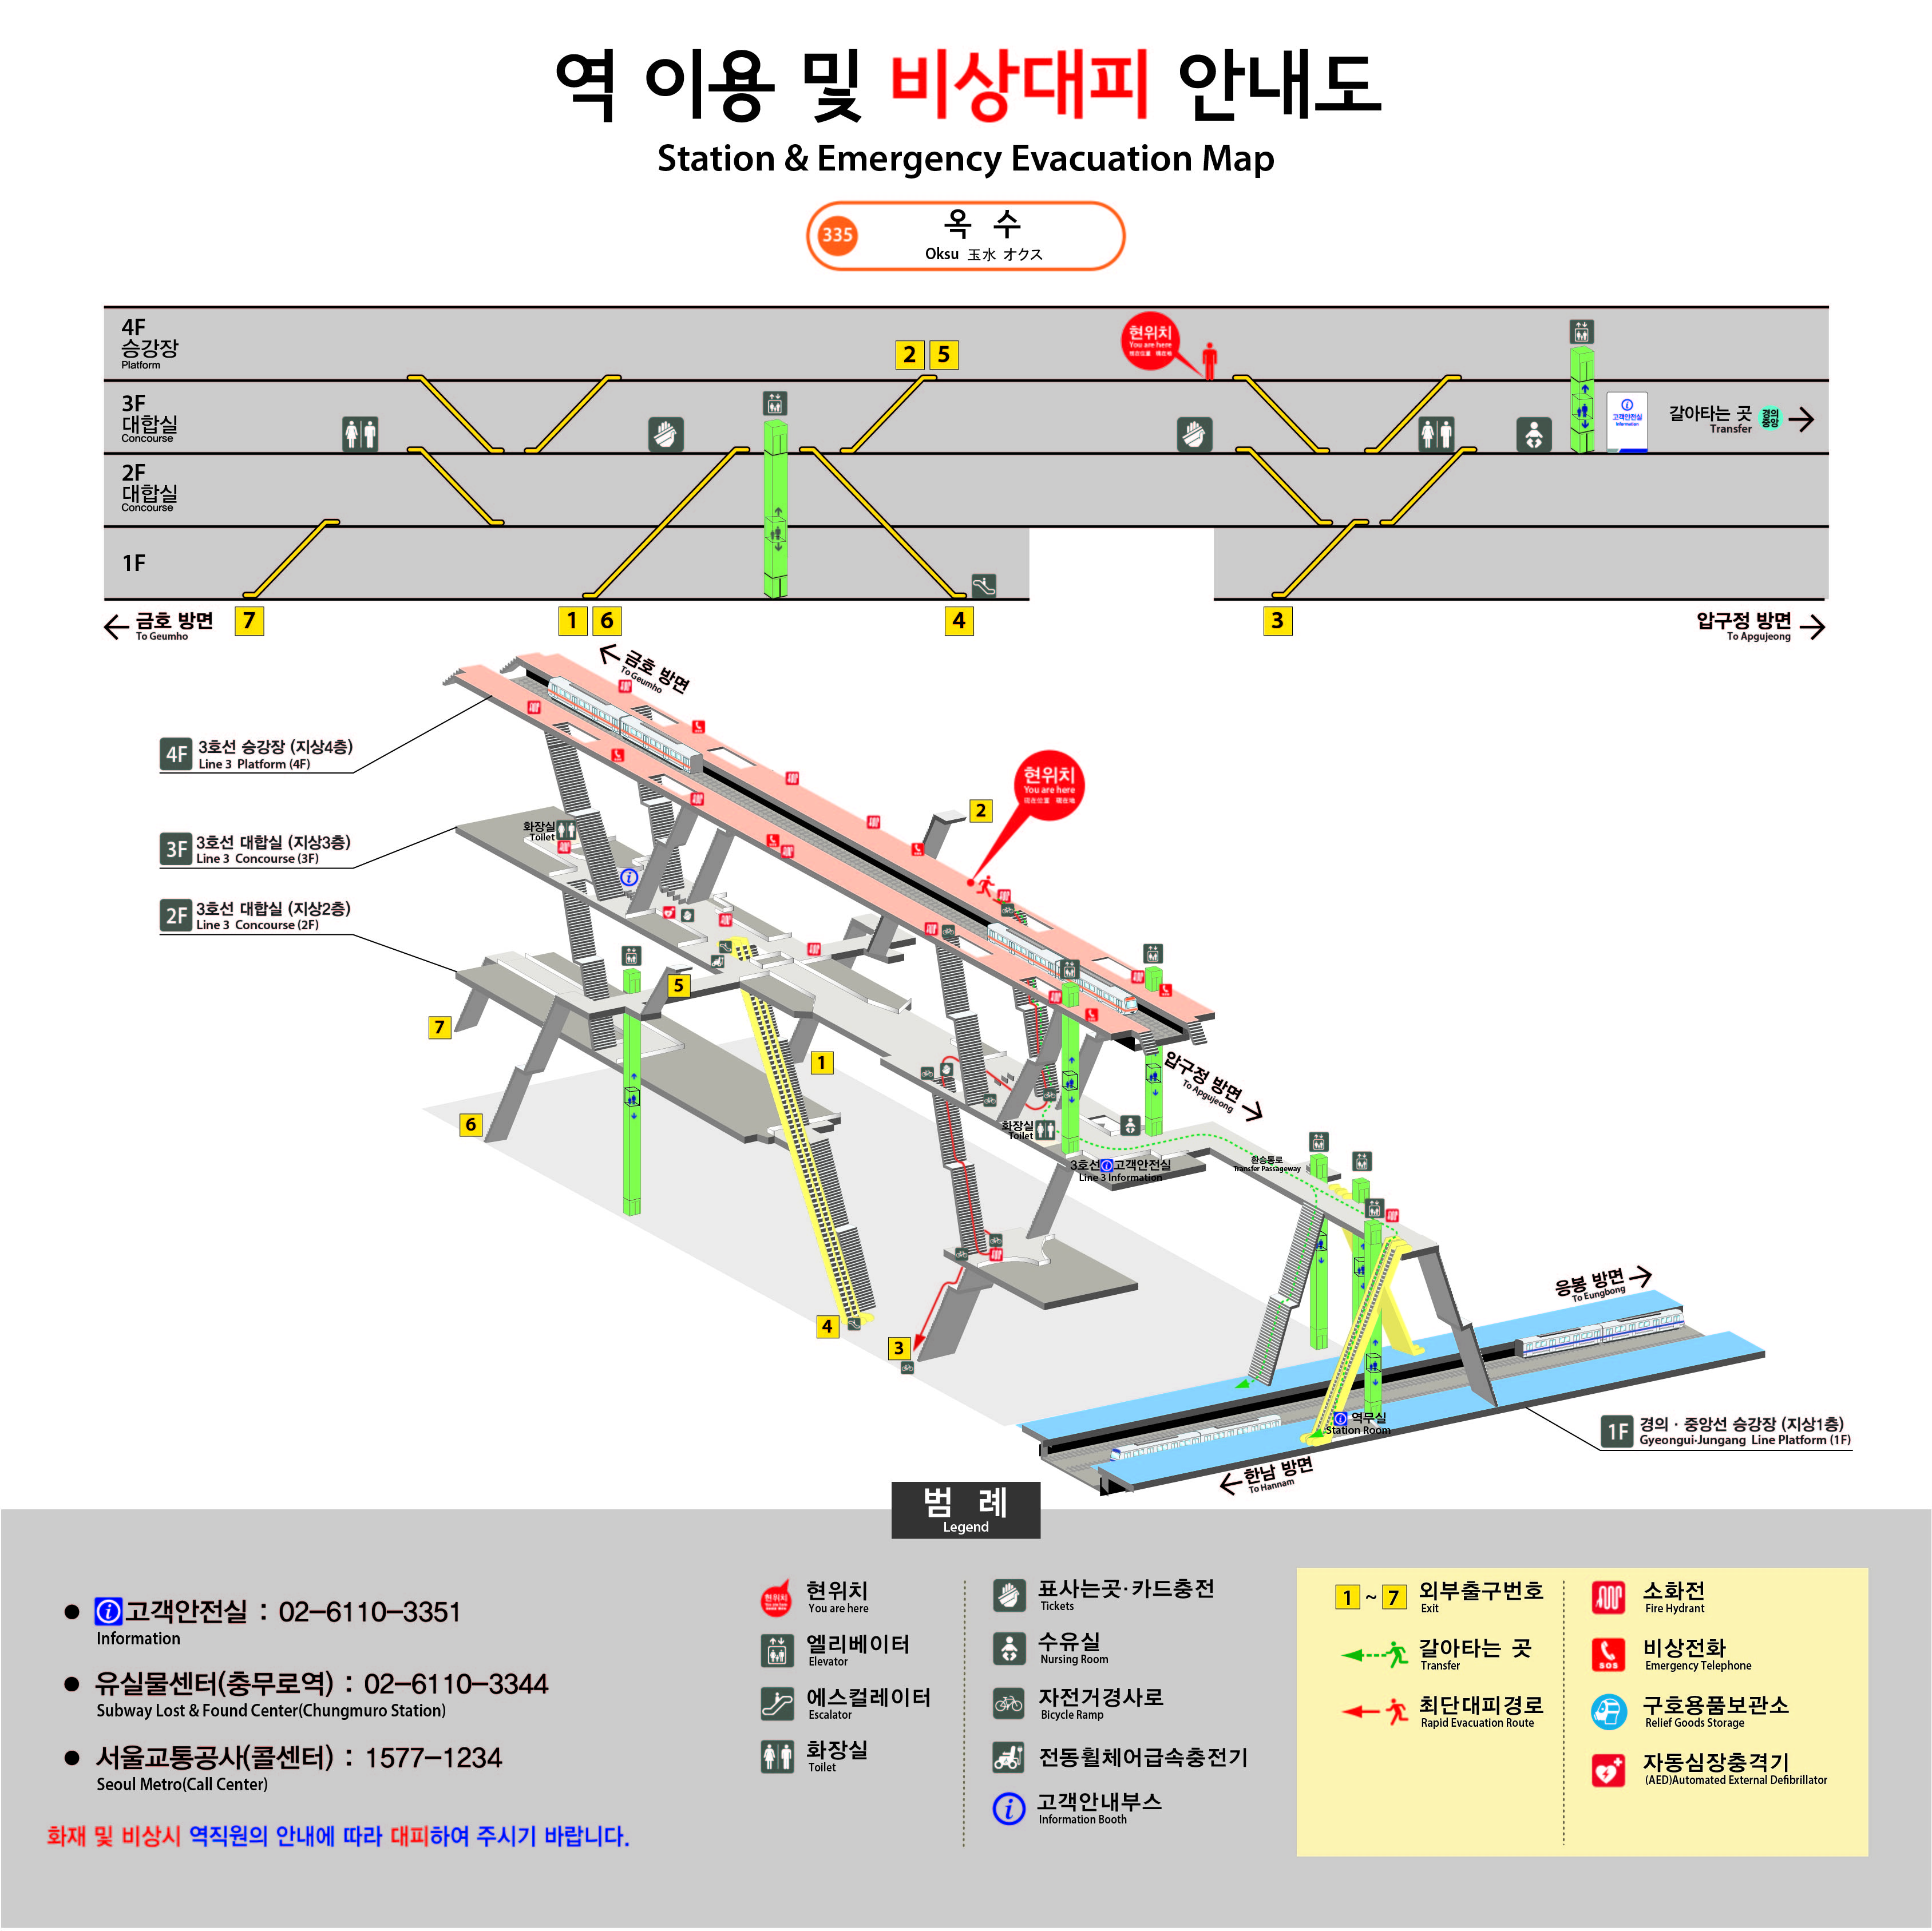 역 이용 및 비상대피 안내도
Station & Emergency Evacuation Map
335
옥 수
Oksu 玉水 オクス
4F
승강장
Platform
2 5
현위치
You are here
3F
대합실
Concourse
고객안전실
Information
갈아타는 곳
Transfer
경의
중앙
2F
대합실
Concourse
1F
금호 방면
To Geumho
7
1 6
4
3
압구정 방면
To Apgujeong
금호 방면
To Geumho
4F
3호선 승강장 (지상4층)
Line 3 Platform (4F)
현위치
You are here
2
3F
3호선 대합실 (지상3층)
Line 3 Concourse (3F)
화장실
Toilet
2F
3호선 대합실 (지상2층)
Line 3 Concourse (2F)
5
7
1
6
압구정 방면
To Apgujeong
화장실
Toilet
3호선 고객안전실
Line 3 Information
환승통로
Transfer Passageway
응봉 방면
To Eungbong
4
3
역무실
Station Room
1F
경의 · 중앙선 승강장 (지상1층)
Gyeongui·Jungang Line Platform (1F)
한남 방면
To Hannam
범 례
Legend
고객안전실 : 02-6110-3351
Information
유실물센터(충무로역) : 02-6110-3344
Subway Lost & Found Center(Chungmuro Station)
서울교통공사(콜센터) : 1577-1234
Seoul Metro(Call Center)
화재 및 비상시 역직원의 안내에 따라 대피하여 주시기 바랍니다.
현위치
You are here
현위치
You are here
엘리베이터
Elevator
에스컬레이터
Escalator
화장실
Toilet
표사는곳·카드충전
Tickets
수유실
Nursing Room
자전거경사로
Bicycle Ramp
전동휠체어급속충전기
고객안내부스
Information Booth
1 ~ 7 외부출구번호
Exit
갈아타는 곳
Transfer
최단대피경로
Rapid Evacuation Route
소화전
Fire Hydrant
SOS
비상전화
Emergency Telephone
구호용품보관소
Relief Goods Storage
자동심장충격기
(AED)Automated External Defibrillator